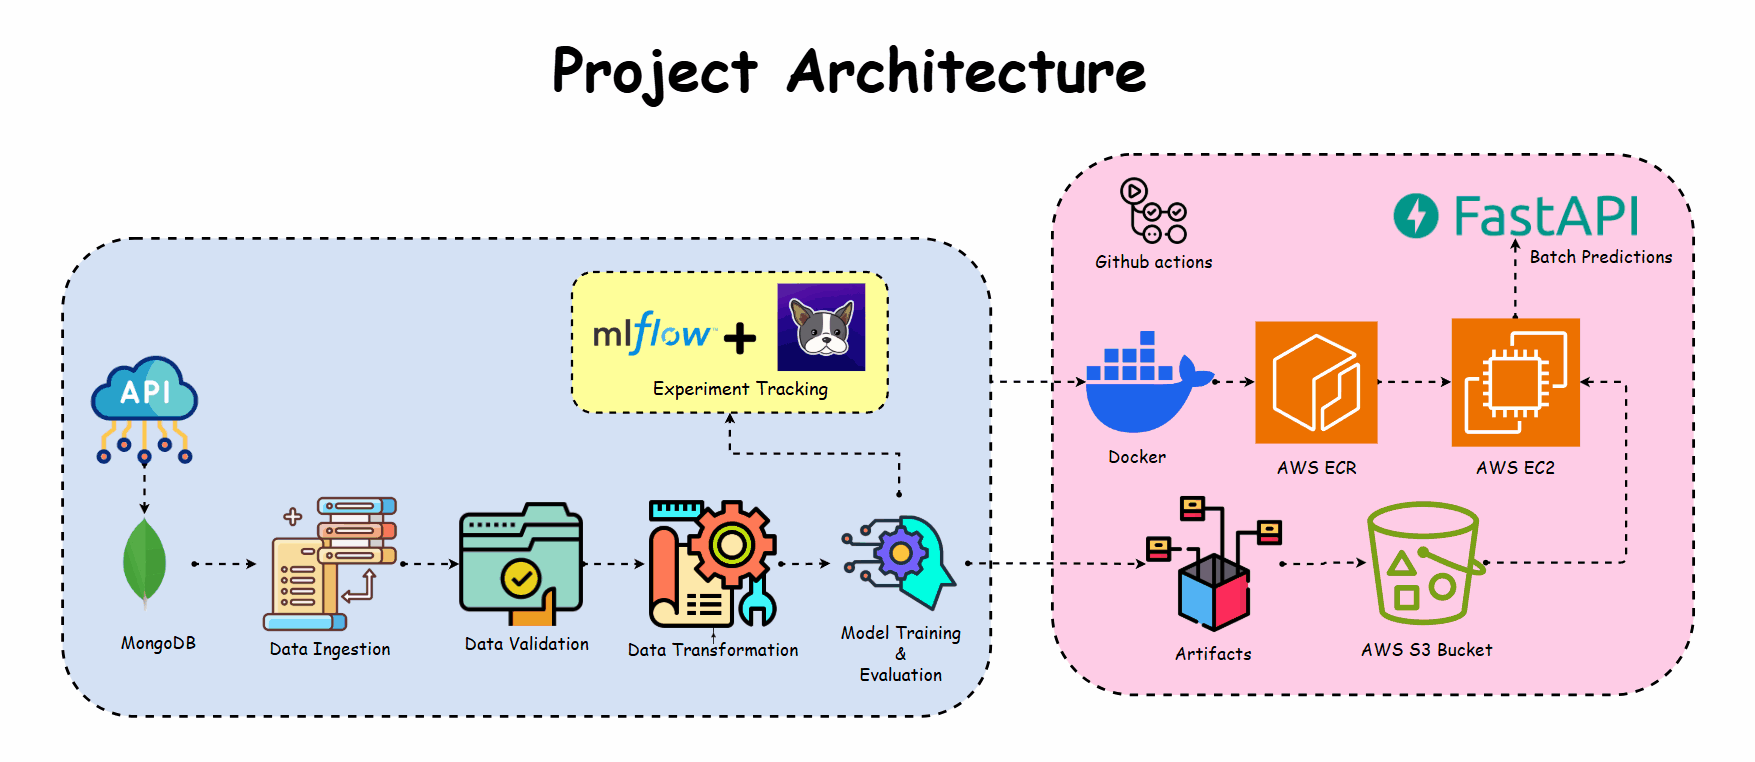 Project Architecture
Github actions
FastAPI
Batch Predictions
mlflow™
Experiment Tracking
API
Docker
AWS ECR
AWS EC2
MongoDB
Data Ingestion
Data Validation
Data Transformation
Model Training
&
Evaluation
Artifacts
AWS S3 Bucket